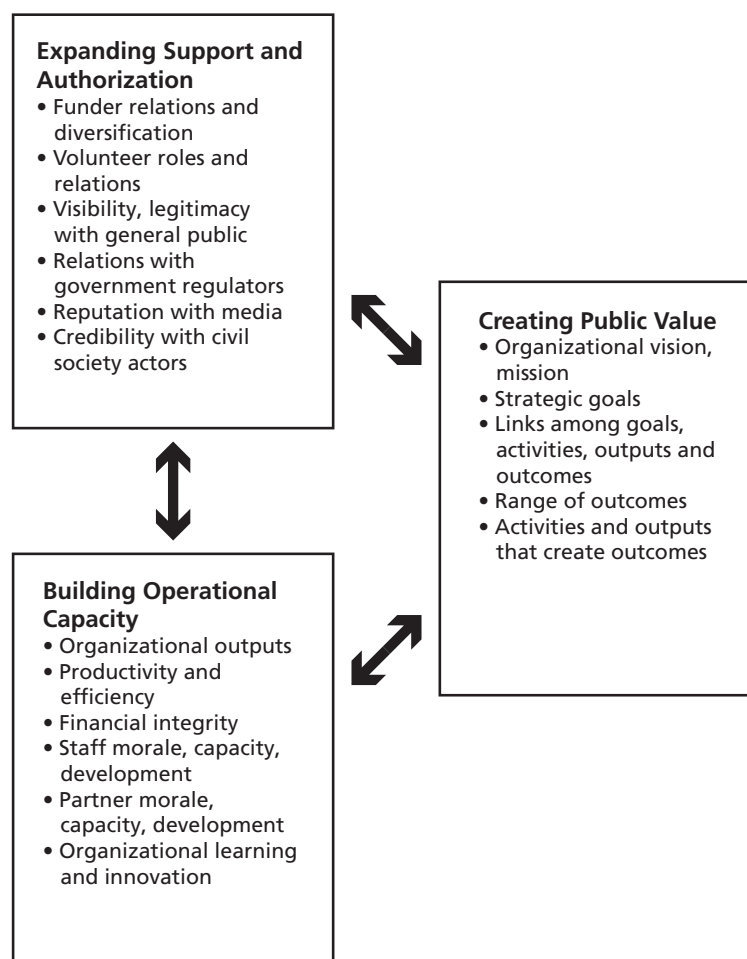 Expanding Support and
Authorization
• Funder relations and
diversification
• Volunteer roles and
relations
• Visibility, legitimacy
with general public
• Relations with
government regulators
• Reputation with media
• Credibility with civil
society actors
Creating Public Value
• Organizational vision,
mission
• Strategic goals
• Links among goals,
activities, outputs and
outcomes
• Range of outcomes
• Activities and outputs
that create outcomes
Building Operational
Capacity
• Organizational outputs
• Productivity and
efficiency
• Financial integrity
• Staff morale, capacity,
development
• Partner morale,
capacity, development
• Organizational learning
and innovation